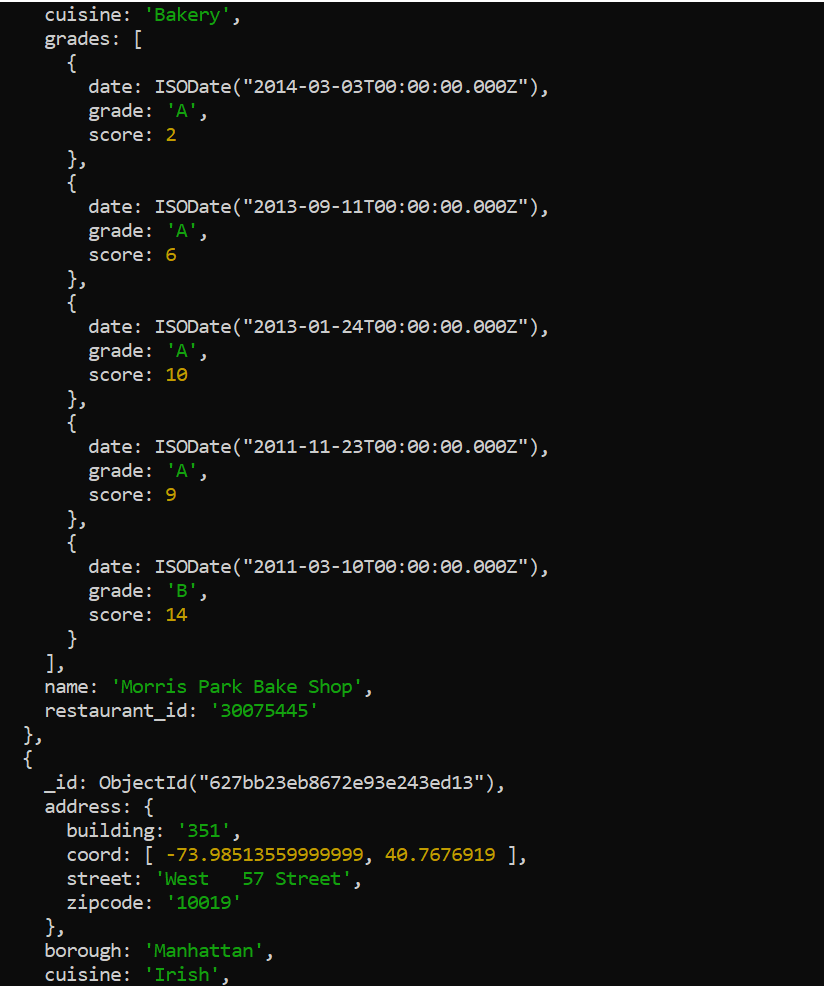 cuisine: 'Bakery',
grades: [
{
date: ISODate("2014-03-03T00:00:00.000Z"),
grade: 'A',
score: 2
},
{
date: ISODate("2013-09-11T00:00:00.000Z"),
grade: 'A',
score: 6
},
{
date: ISODate("2013-01-24T00:00:00.000Z"),
grade: 'A',
score: 10
},
{
date: ISODate("2011-11-23T00:00:00.000Z"),
grade: 'A',
score: 9
},
{
date: ISODate("2011-03-10T00:00:00.000Z"),
grade: 'B',
score: 14
}
],
name: 'Morris Park Bake Shop',
restaurant_id: '30075445'
},
{
_id: ObjectId("627bb23eb8672e93e243ed13"),
address: {
building: '351',
coord: [ -73.98513559999999, 40.7676919 ],
street: 'West   57 Street',
zipcode: '10019'
},
borough: 'Manhattan',
cuisine: 'Irish',